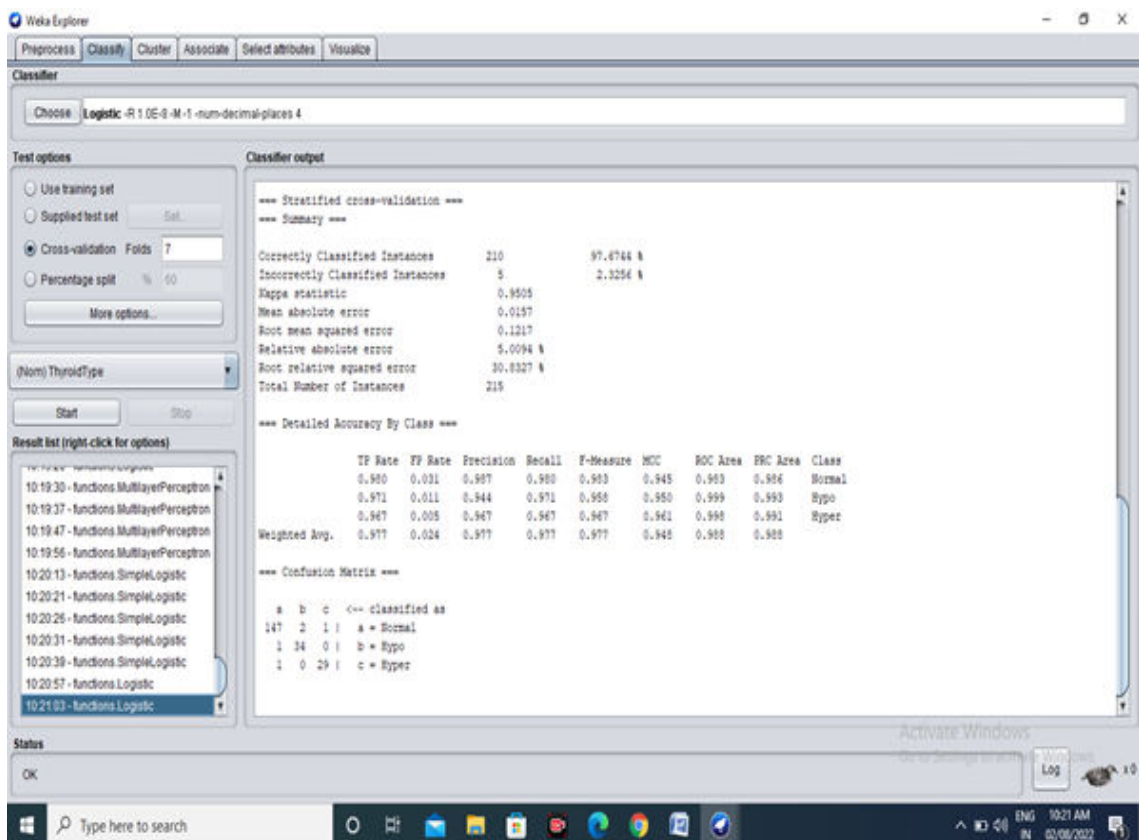 Weka Explorer
Preprocess Classify Cluster Associate Select attributes Visualize
Classifier
Choose Logistic -R 1.0E-8 -M -1 -num-decimal-places 4
Test options
Use training set
Supplied test set Set...
Cross-validation Folds 7
Percentage split % 60
More options...
(Nom) ThyroidType
Start Stop
Result list (right-click for options)
10:19:30 - functions.MultilayerPerceptron
10:19:37 - functions.MultilayerPerceptron
10:19:47 - functions.MultilayerPerceptron
10:19:56 - functions.MultilayerPerceptron
10:20:13 - functions.SimpleLogistic
10:20:21 - functions.SimpleLogistic
10:20:26 - functions.SimpleLogistic
10:20:31 - functions.SimpleLogistic
10:20:39 - functions.SimpleLogistic
10:20:57 - functions.Logistic
10:21:03 - functions.Logistic
Classifier output
=== Stratified cross-validation ===
=== Summary ===
Correctly Classified Instances 210 97.6744 %
Incorrectly Classified Instances 5 2.3256 %
Kappa statistic 0.9505
Mean absolute error 0.0157
Root mean squared error 0.1217
Relative absolute error 5.0094 %
Root relative squared error 30.8327 %
Total Number of Instances 215
=== Detailed Accuracy By Class ===
TP Rate FP Rate Precision Recall F-Measure MCC ROC Area PRC Area Class
0.980 0.031 0.987 0.980 0.983 0.945 0.983 0.986 Normal
0.971 0.011 0.944 0.971 0.958 0.950 0.999 0.993 Hypo
0.967 0.005 0.967 0.967 0.967 0.961 0.998 0.991 Hyper
Weighted Avg. 0.977 0.024 0.977 0.977 0.977 0.948 0.988 0.988
=== Confusion Matrix ===
a b c <-- classified as
147 2 1 | a = Normal
1 34 0 | b = Hypo
1 0 29 | c = Hyper
Activate Windows
Go to Settings to activate Windows.
Status
OK
Log x 0
Type here to search
ENG 10:21 AM
IN 02/08/2022